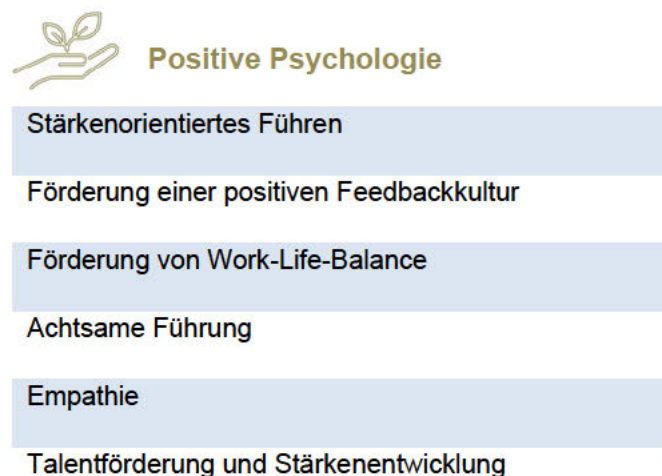 Positive Psychologie
Stärkenorientiertes Führen
Förderung einer positiven Feedbackkultur
Förderung von Work-Life-Balance
Achtsame Führung
Empathie
Talentförderung und Stärkenentwicklung